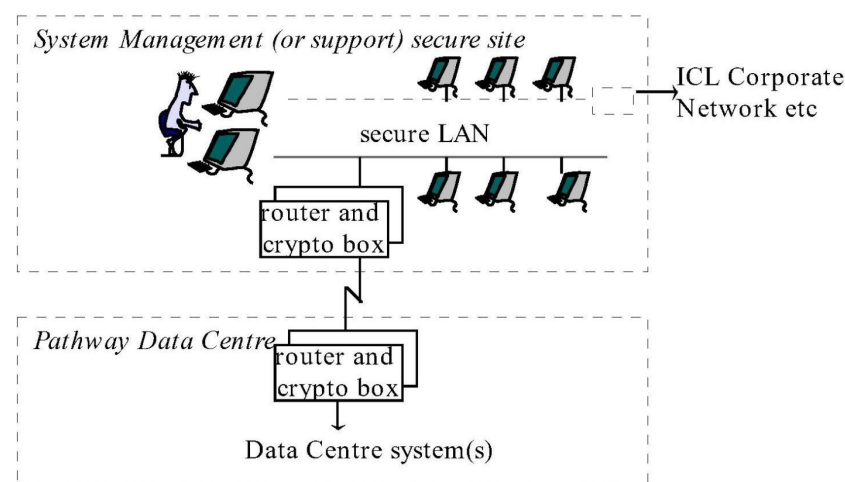 System Management (or support) secure site
ICL Corporate
Network etc
secure LAN
router and
crypto box
Pathway Data Centre
router and
crypto box
Data Centre system(s)